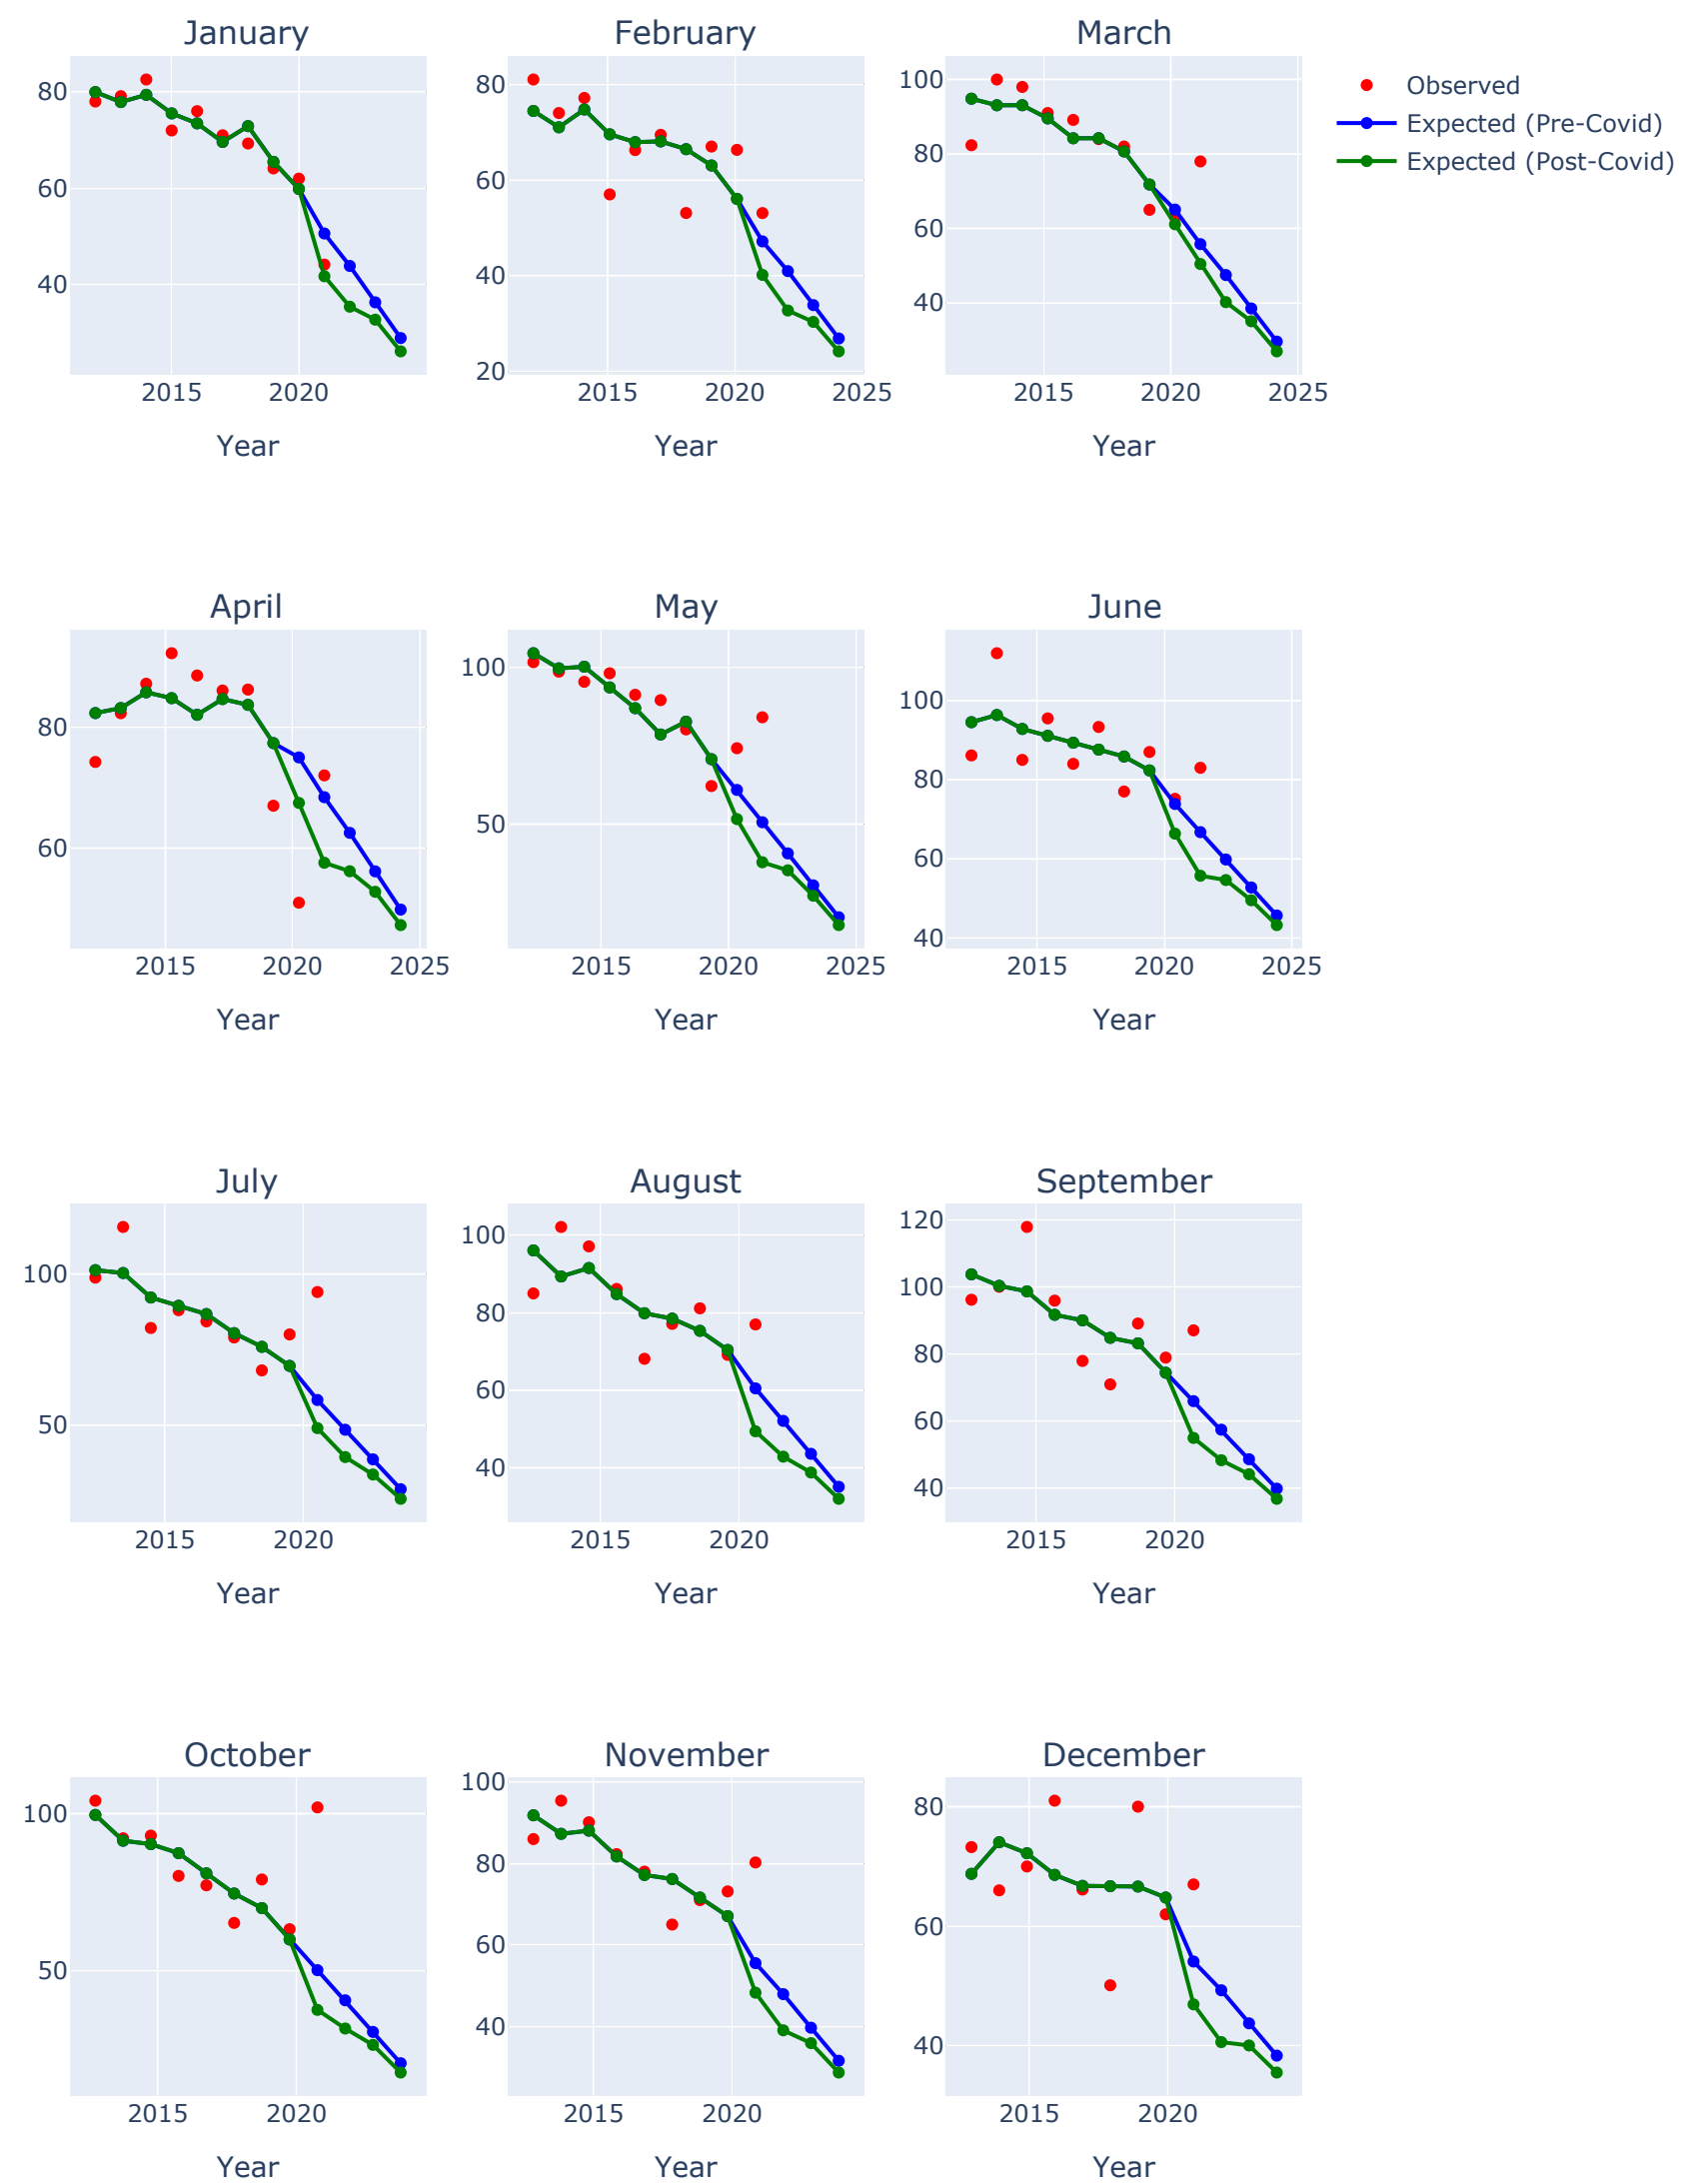 January
February
March
80
60
40
2015
2020
Year
80
60
40
20
2015
2020
2025
Year
100
80
60
40
2015
2020
2025
Year
Observed
Expected (Pre-Covid)
Expected (Post-Covid)
April
May
June
80
60
2015
2020
2025
Year
100
50
2015
2020
2025
Year
100
80
60
40
2015
2020
2025
Year
July
August
September
100
50
2015
2020
Year
100
80
60
40
2015
2020
Year
120
100
80
60
40
2015
2020
Year
October
November
December
100
50
2015
2020
Year
100
80
60
40
2015
2020
Year
80
60
40
2015
2020
Year